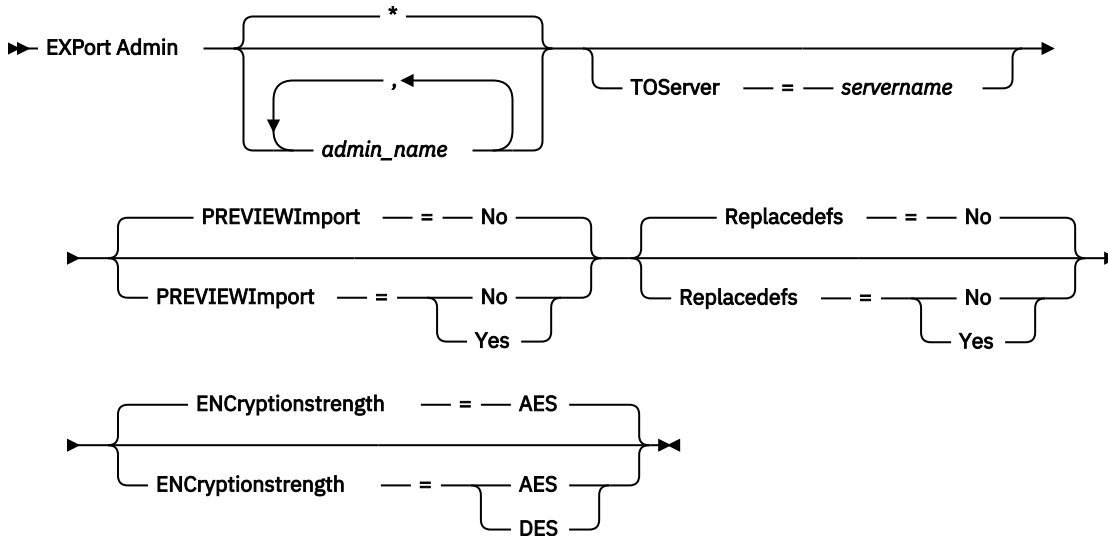 *
EXPort Admin
,
TOServer = servername
admin_name
PREVIEWImport = No
Replacedefs = No
PREVIEWImport = No
Yes
Replacedefs = No
Yes
ENCryptionstrength = AES
ENCryptionstrength = AES
DES